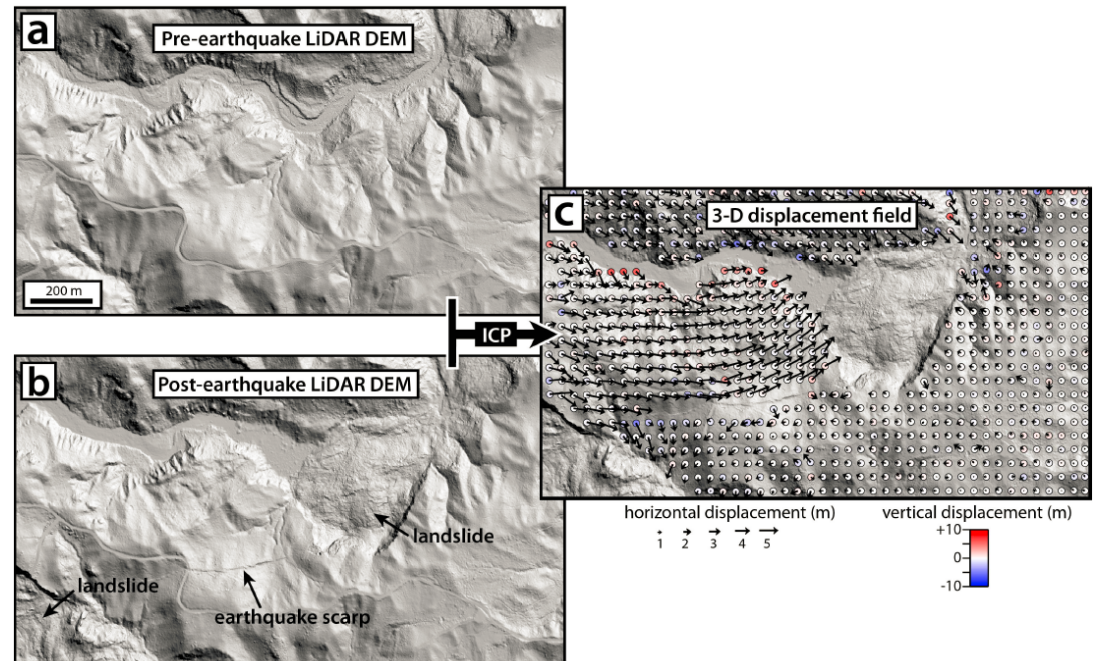 a
Pre-earthquake LiDAR DEM
200 m
ICP
b
Post-earthquake LiDAR DEM
landslide
landslide
earthquake scarp
c
3-D displacement field
horizontal displacement (m)
1 2 3 4 5
vertical displacement (m)
+10
0
-10